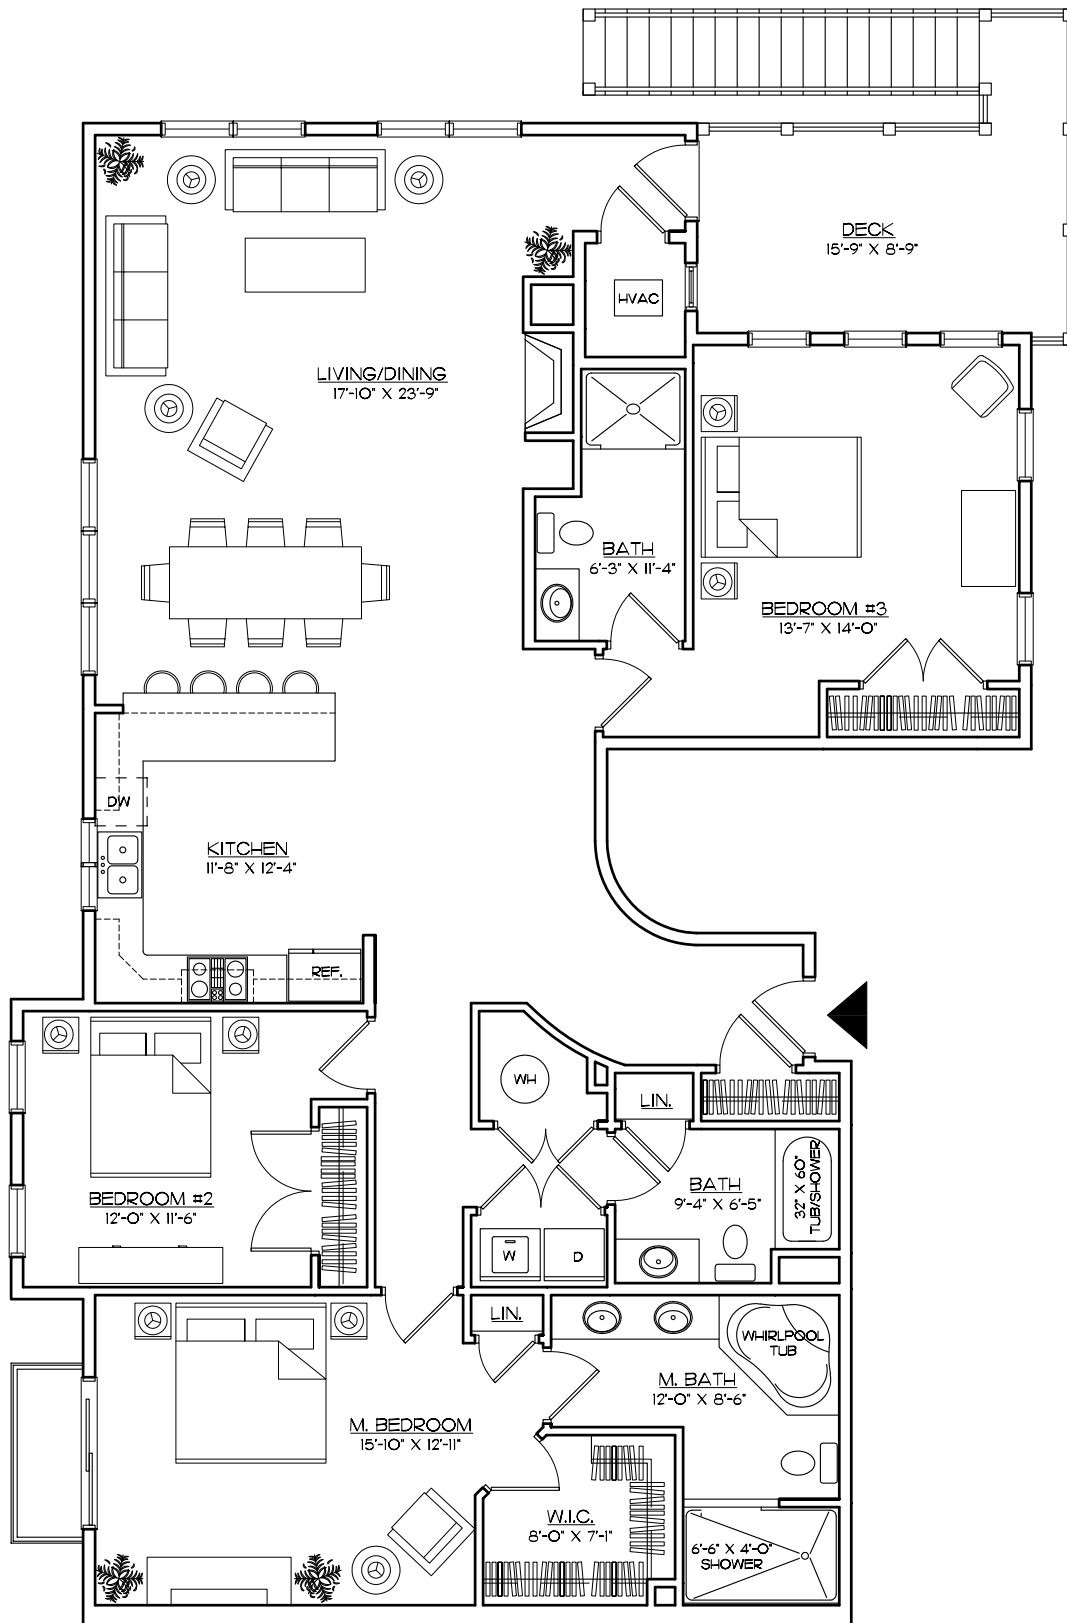 DECK
15'-9" X 8'-9"
HVAC
LIVING/DINING
17'-10" X 23'-9"
BATH
6'-3" X 11'-4"
BEDROOM #3
13'-7" X 14'-0"
DW
KITCHEN
11'-8" X 12'-4"
REF.
WH
LIN.
BATH
9'-4" X 6'-5"
32" X 60"
TUB/SHOWER
BEDROOM #2
12'-0" X 11'-6"
W
D
LIN.
WHIRLPOOL
TUB
M. BATH
12'-0" X 8'-6"
M. BEDROOM
15'-10" X 12'-11"
W.I.C.
8'-0" X 7'-1"
6'-6" X 4'-0"
SHOWER